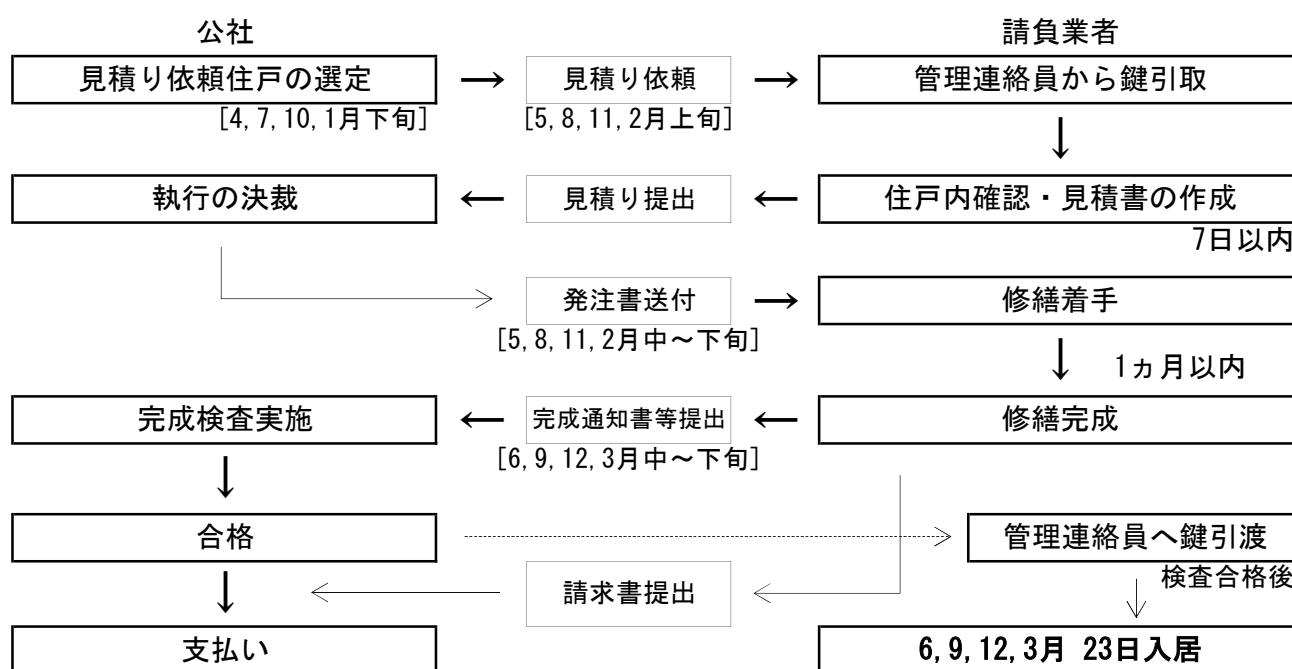 公社
請負業者
見積り依頼住戸の選定
見積り依頼
管理連絡員から鍵引取
[4,7,10,1月下旬]
[5,8,11,2月上旬]
執行の決裁
見積り提出
住戸内確認・見積書の作成
7日以内
発注書送付
修繕着手
[5,8,11,2月中～下旬]
1ヵ月以内
完成検査実施
完成通知書等提出
修繕完成
[6,9,12,3月中～下旬]
合格
管理連絡員へ鍵引渡
検査合格後
請求書提出
支払い
6,9,12,3月 23日入居